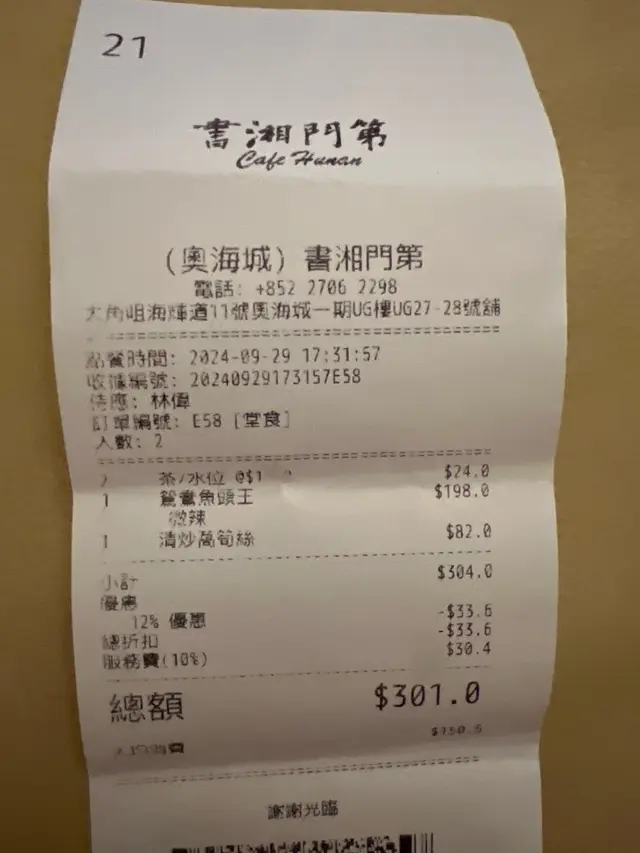 21
書湘門第
Cafe Hunan
(奧海城) 書湘門第
電話: +852 2706 2298
大角咀海輝道11號奧海城一期UG樓UG27-28號舖
點餐時間: 2024-09-29 17:31:57
收據編號: 20240929173157E58
侍應: 林偉
訂單編號: E58 [堂食]
人數: 2
2 茶/水位 @$1 $24.0
1 鴛鴦魚頭王 $198.0
微辣
1 清炒萵筍絲 $82.0
小計 $304.0
優惠
12% 優惠 -$33.6
總折扣 -$33.6
服務費(10%) $30.4
總額 $301.0
人均消費 $150.5
謝謝光臨